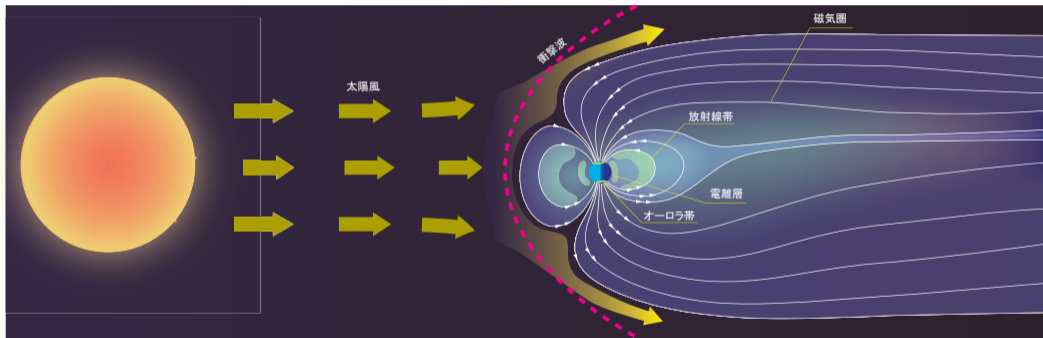 磁気圏
衝撃波
太陽風
放射線帯
電離層
オーロラ帯